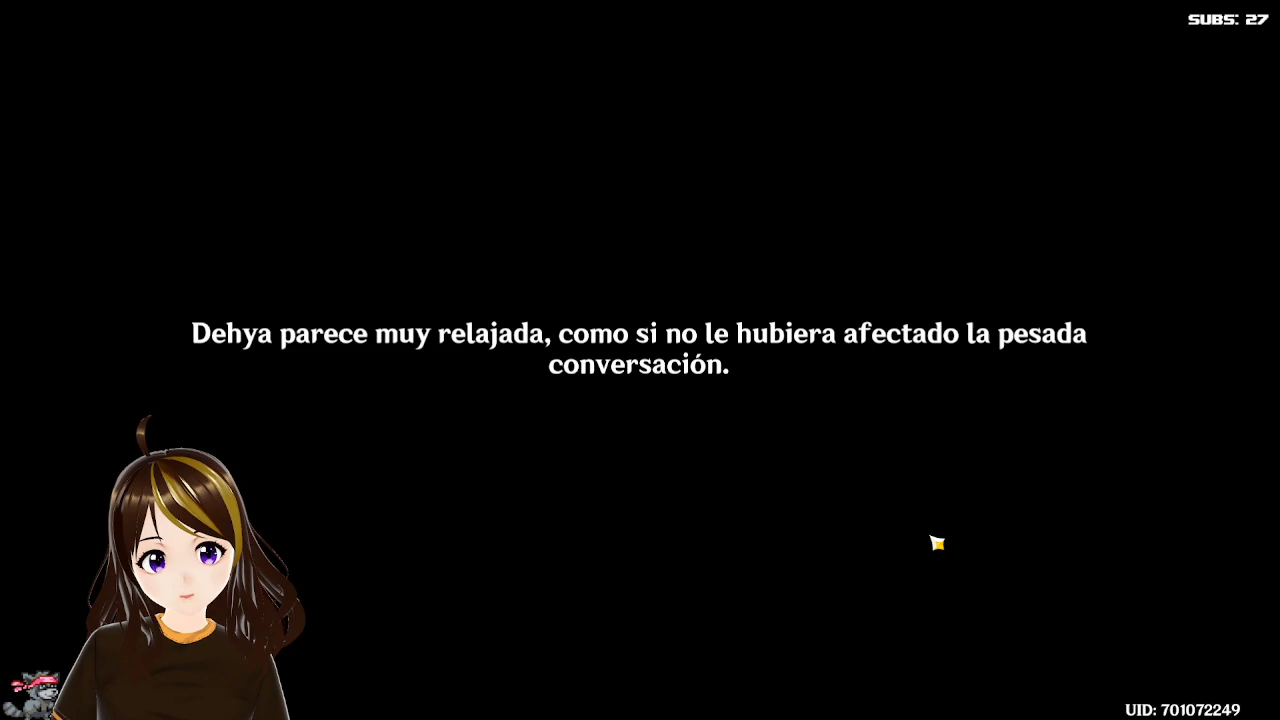 SUBS: 27
Dehya parece muy relajada, como si no le hubiera afectado la pesada
conversación.
UID: 701072249